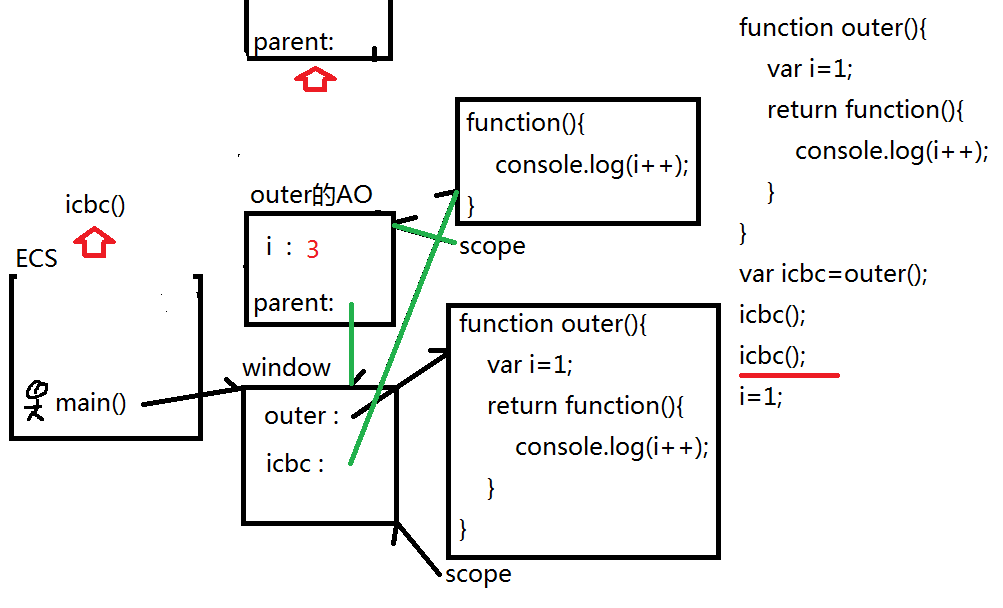 parent:
icbc()
ECS
main()
outer的AO
i : 3
parent:
window
outer :
icbc :
function(){
console.log(i++);
}
scope
function outer(){
var i=1;
return function(){
console.log(i++);
}
}
scope
function outer(){
var i=1;
return function(){
console.log(i++);
}
}
var icbc=outer();
icbc();
icbc();
i=1;